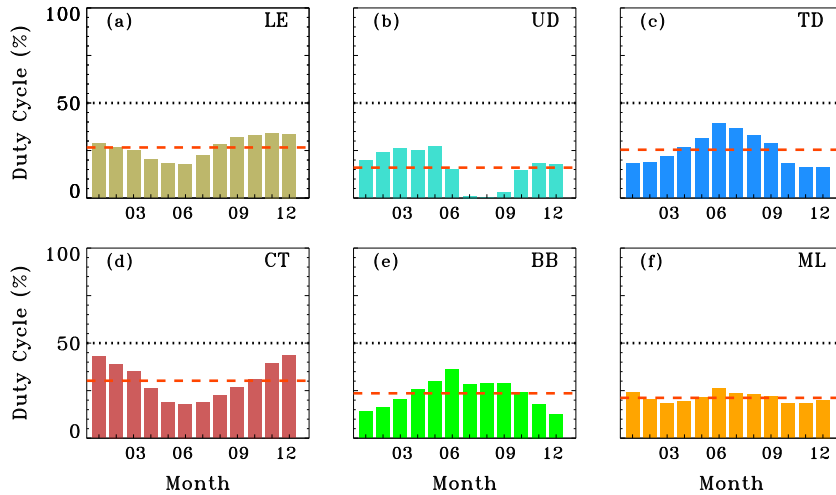 100 (a) LE (b) UD (c) TD
Duty Cycle (%)
50
0
03 06 09 12 03 06 09 12 03 06 09 12
100 (d) CT (e) BB (f) ML
Duty Cycle (%)
50
0
03 06 09 12 03 06 09 12 03 06 09 12
Month Month Month